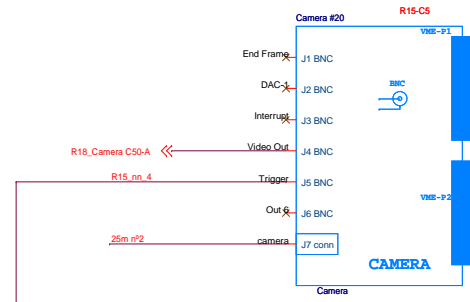 R15-C5
Camera #20
VME-P1
End Frame
J1 BNC
DAC-1
J2 BNC
BNC
Interrupt
J3 BNC
Video Out
R18_Camera C50-A
J4 BNC
R15_nn_4
Trigger
J5 BNC
VME-P2
Out 6
J6 BNC
25m nº2
camera
J7 conn
CAMERA
Camera